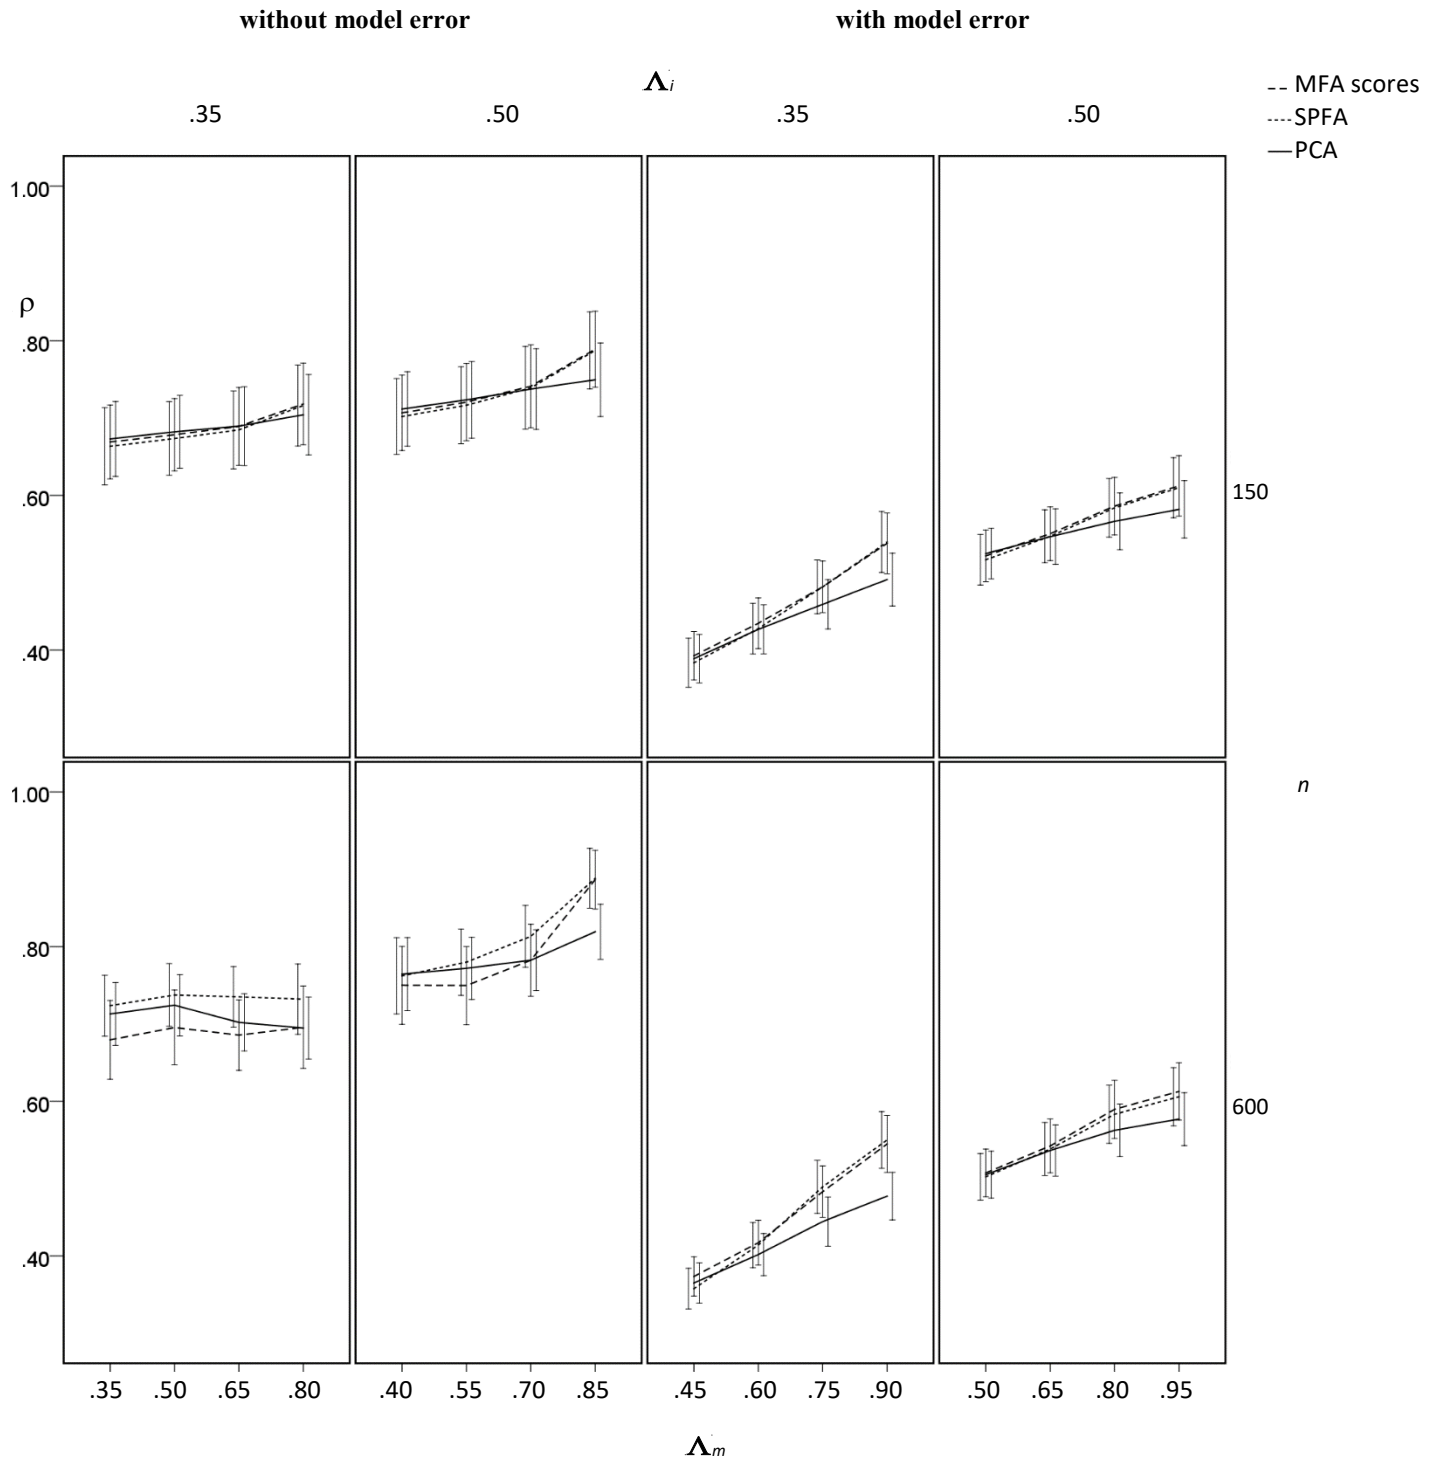 without model error with model error
Λi
.35 .50 .35 .50
-- MFA scores
---- SPFA
— PCA
1.00
ρ
.80
.60
.40
150
1.00
n
.80
.60
.40
600
.35 .50 .65 .80 .40 .55 .70 .85 .45 .60 .75 .90 .50 .65 .80 .95
Λm